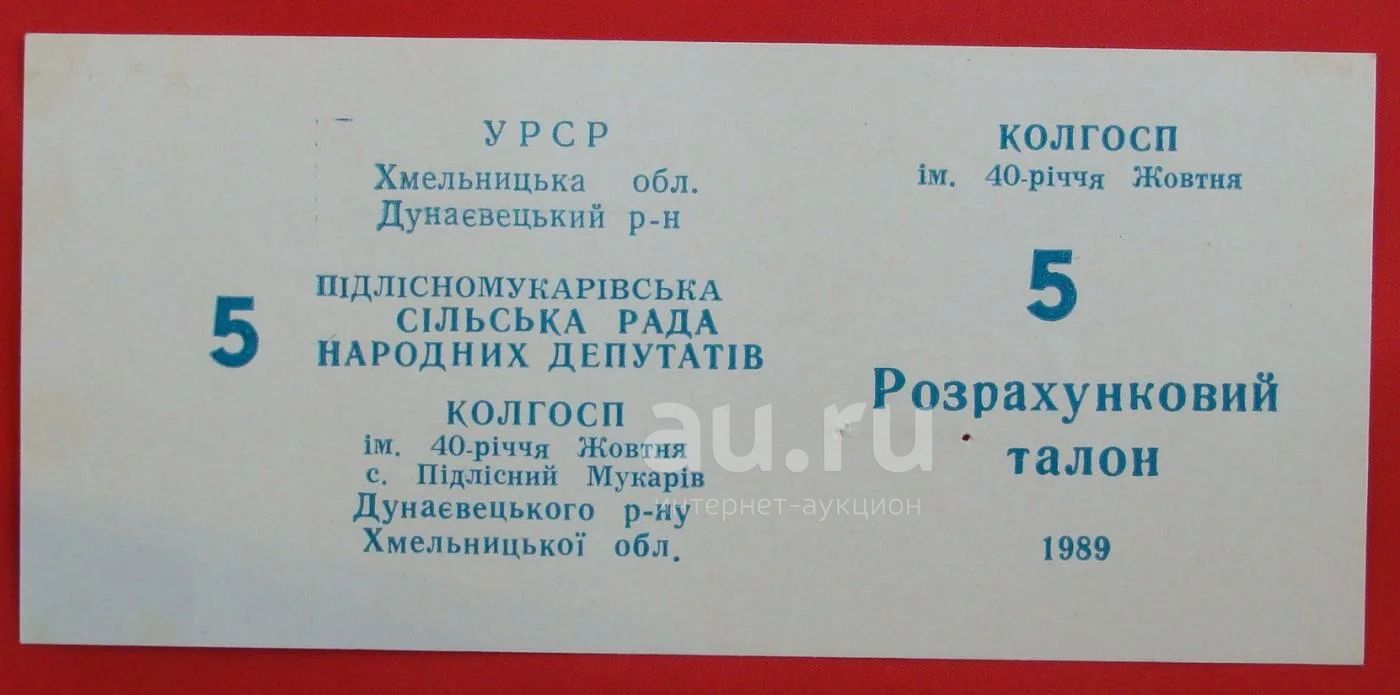 УРСР
Хмельницька обл.
Дунаєвецький р-н
5
ПІДЛІСНОМУКАРІВСЬКА
СІЛЬСЬКА РАДА
НАРОДНИХ ДЕПУТАТІВ
КОЛГОСП
ім. 40-річчя Жовтня
с. Підлісний Мукарів
Дунаєвецького р-ну
Хмельницької обл.
КОЛГОСП
ім. 40-річчя Жовтня
5
Розрахунковий
талон
1989
au.ru
интернет-аукцион